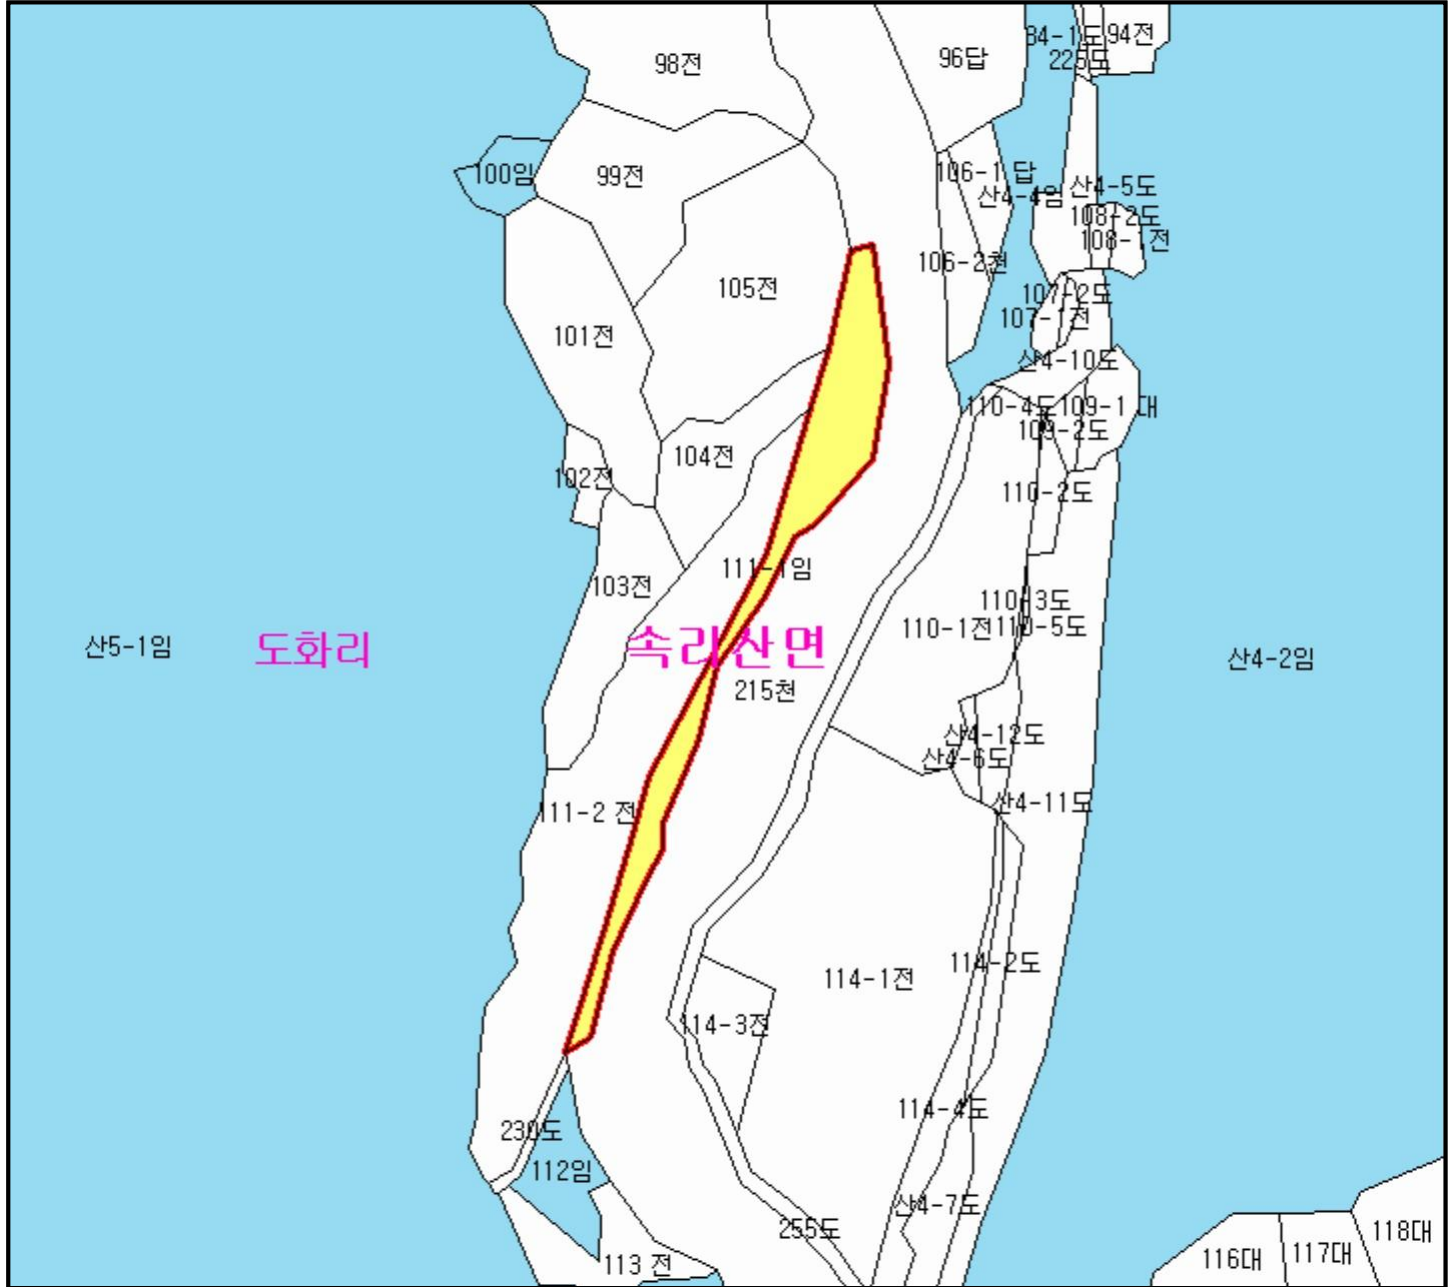 84-1도
94전
98전
96답
225도
100임
99전
106-1 답
산4-4임
산4-5도
108-2도
108-1전
106-2천
105전
107-2도
107-1전
101전
산4-10도
110-4도
109-1 대
109-2도
104전
102전
110-2도
111-1임
103전
110-3도
110-1전
110-5도
산5-1임
도화리
속리산면
산4-2임
215천
산4-12도
산4-6도
산4-11도
111-2 전
114-2도
114-1전
114-3전
114-4도
230도
112임
산4-7도
255도
118대
117대
116대
113 전